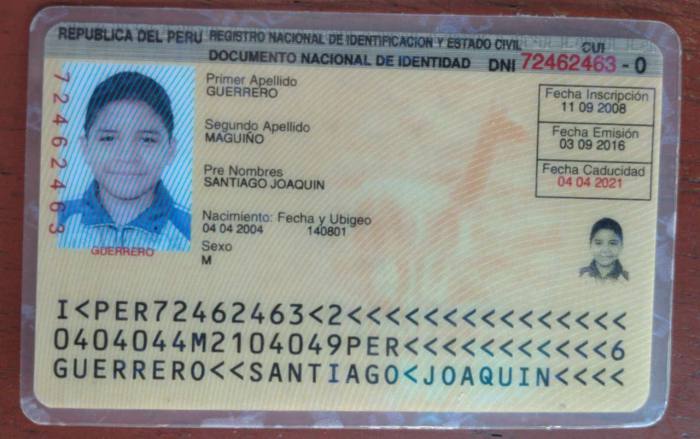 REPUBLICA DEL PERU REGISTRO NACIONAL DE IDENTIFICACION Y ESTADO CIVIL
CUI
DOCUMENTO NACIONAL DE IDENTIDAD DNI 72462463 - 0
72462463
Primer Apellido
GUERRERO
Segundo Apellido
MAGUIÑO
Pre Nombres
SANTIAGO JOAQUIN
Nacimiento: Fecha y Ubigeo
04 04 2004 140801
Sexo
M
GUERRERO
Fecha Inscripción
11 09 2008
Fecha Emisión
03 09 2016
Fecha Caducidad
04 04 2021
I<PER72462463<2<<<<<<<<<<<<<<<
0404044M2104049PER<<<<<<<<<<<6
GUERRERO<<SANTIAGO<JOAQUIN<<<<